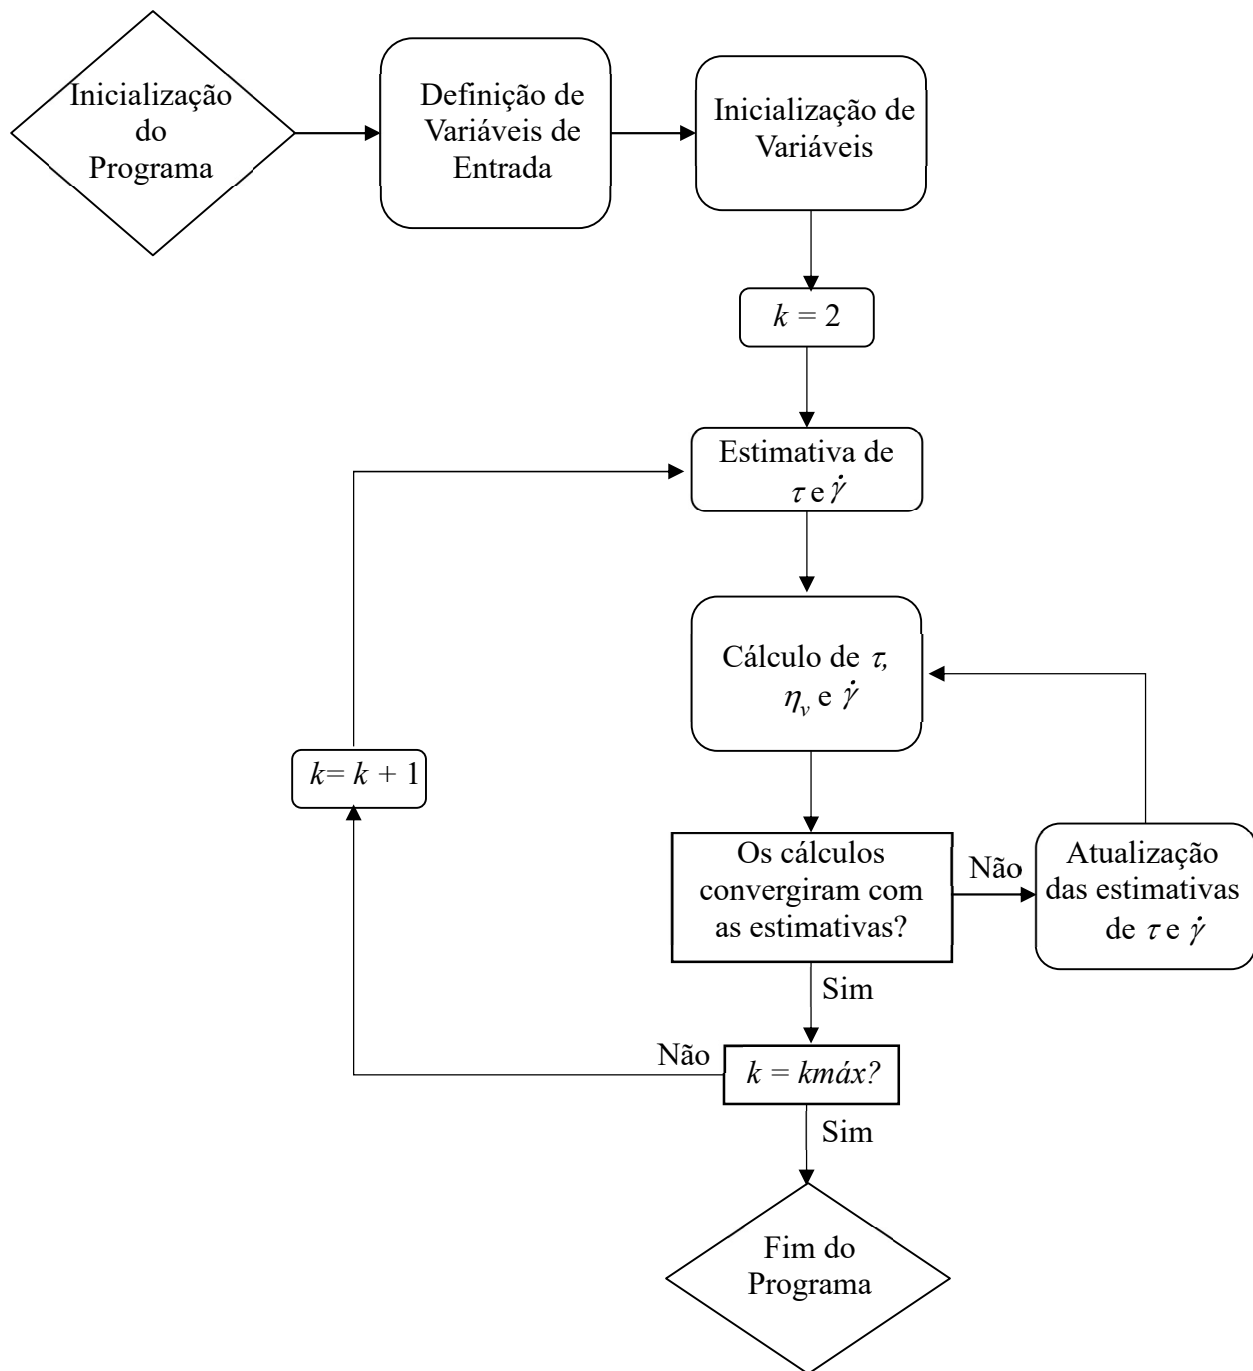 Inicialização
do
Programa
Definição de
Variáveis de
Entrada
Inicialização de
Variáveis
k = 2
Estimativa de
τ e γ̇
Cálculo de τ,
ηᵥ e γ̇
k= k + 1
Os cálculos
convergiram com
as estimativas?
Não
Atualização
das estimativas
de τ e γ̇
Sim
Não
k = kmáx?
Sim
Fim do
Programa